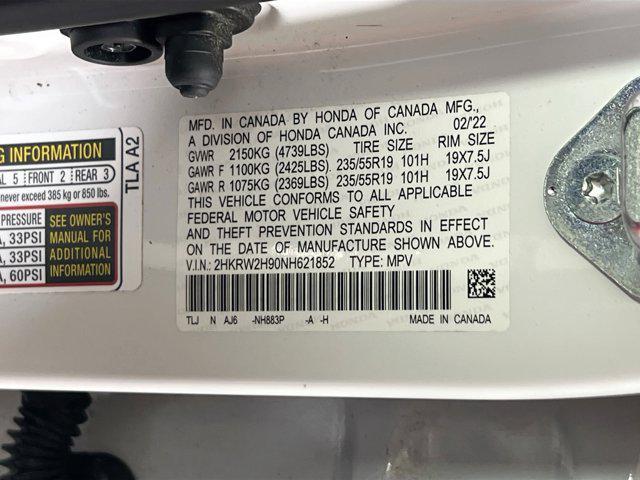 MFD. IN CANADA BY HONDA OF CANADA MFG.,
A DIVISION OF HONDA CANADA INC. 02/'22
GVWR 2150KG (4739LBS) TIRE SIZE RIM SIZE
GAWR F 1100KG (2425LBS) 235/55R19 101H 19X7.5J
GAWR R 1075KG (2369LBS) 235/55R19 101H 19X7.5J
THIS VEHICLE CONFORMS TO ALL APPLICABLE
FEDERAL MOTOR VEHICLE SAFETY
AND THEFT PREVENTION STANDARDS IN EFFECT
ON THE DATE OF MANUFACTURE SHOWN ABOVE.
V.I.N.: 2HKRW2H90NH621852 TYPE: MPV
TLJ N AJ6 -NH883P -A -H MADE IN CANADA
G INFORMATION
AL 5 FRONT 2 REAR 3
never exceed 385 kg or 850 lbs.
PRESSURE
A, 33PSI
A, 33PSI
A, 60PSI
SEE OWNER'S
MANUAL FOR
ADDITIONAL
INFORMATION
TLA A2